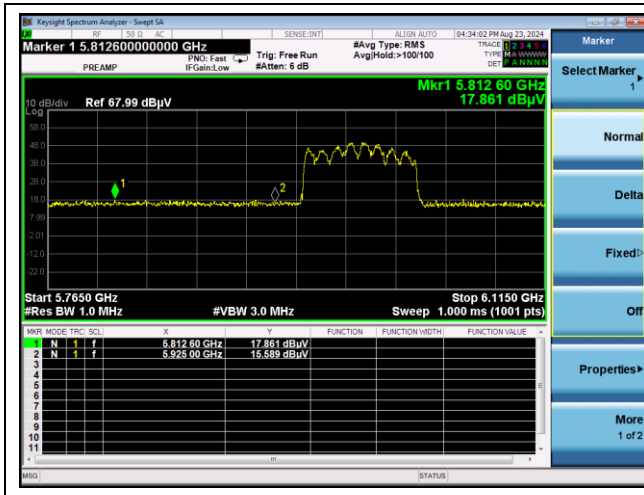 Keysight Spectrum Analyzer - Swept SA
RF 50 Ω AC SENSE:INT ALIGN AUTO 04:34:02 PM Aug 23, 2024
Marker 1 5.812600000000 GHz
PREAMP
PNO: Fast
IFGain:Low
Trig: Free Run
#Atten: 6 dB
#Avg Type: RMS
Avg|Hold:>100/100
TRACE 1 2 3 4 5 6
TYPE M A W W W W
DET P A N N N N
Mkr1 5.812 60 GHz
17.861 dBµV
10 dB/div Ref 67.99 dBµV
Log
58.0
48.0
38.0
28.0
18.0
7.99
-2.01
-12.0
-22.0
1
2
Start 5.7650 GHz Stop 6.1150 GHz
#Res BW 1.0 MHz #VBW 3.0 MHz Sweep 1.000 ms (1001 pts)
MKR MODE TRC SCL X Y FUNCTION FUNCTION WIDTH FUNCTION VALUE
1 N 1 f 5.812 60 GHz 17.861 dBµV
2 N 1 f 5.925 00 GHz 15.589 dBµV
3
4
5
6
7
8
9
10
11
MSG STATUS
Marker
Select Marker
1
Normal
Delta
Fixed
Off
Properties
More
1 of 2